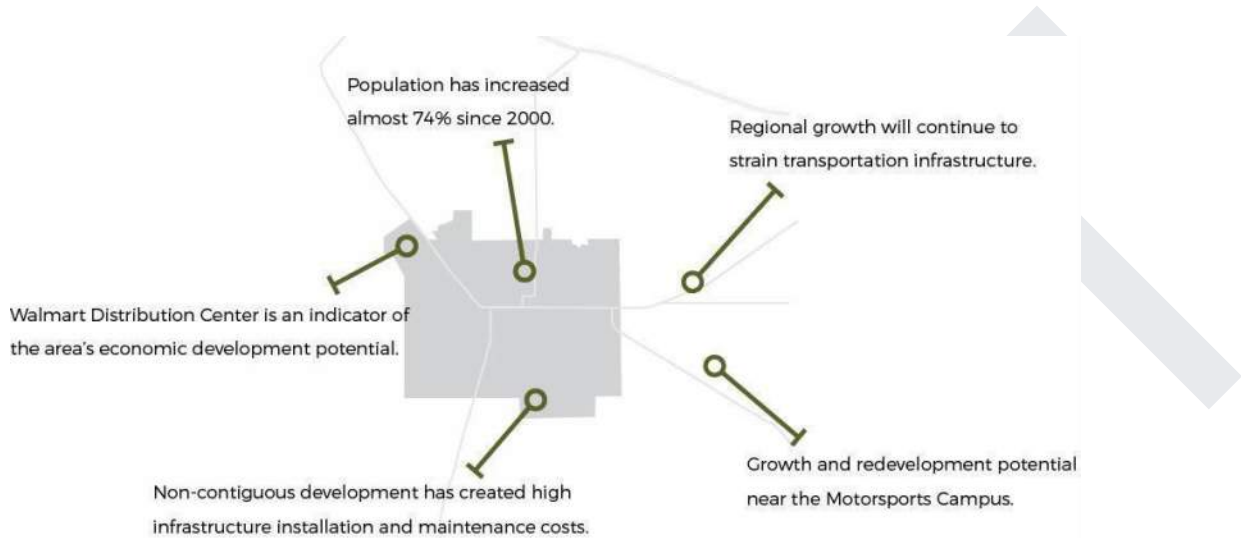 Population has increased
almost 74% since 2000.
Regional growth will continue to
strain transportation infrastructure.
Walmart Distribution Center is an indicator of
the area's economic development potential.
Growth and redevelopment potential
near the Motorsports Campus.
Non-contiguous development has created high
infrastructure installation and maintenance costs.